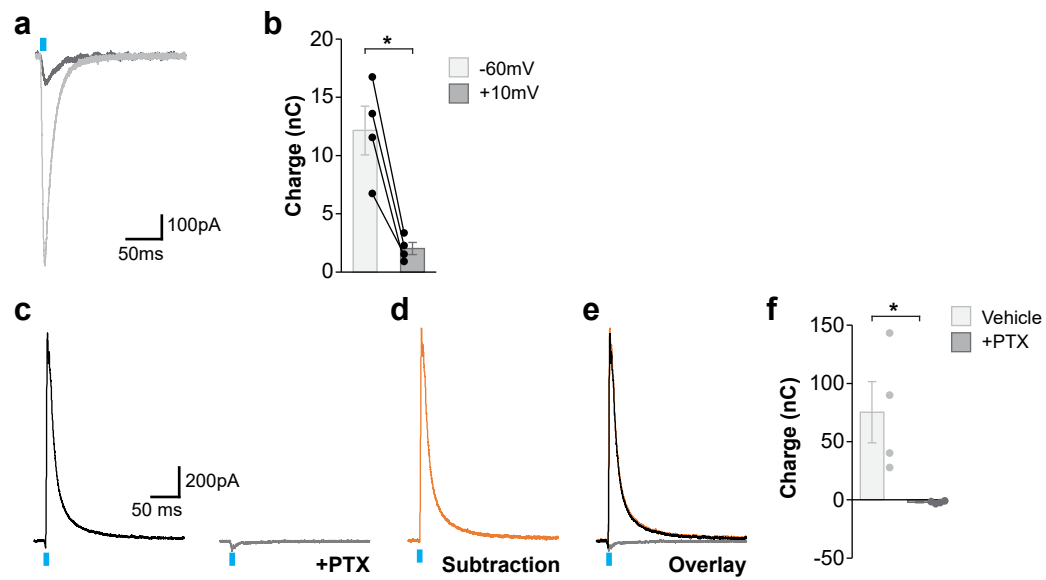 a
100pA
50ms
b
20
15
10
5
0
Charge (nC)
*
-60mV
+10mV
c
200pA
50 ms
+PTX
d
Subtraction
e
Overlay
f
150
100
50
0
-50
Charge (nC)
*
Vehicle
+PTX